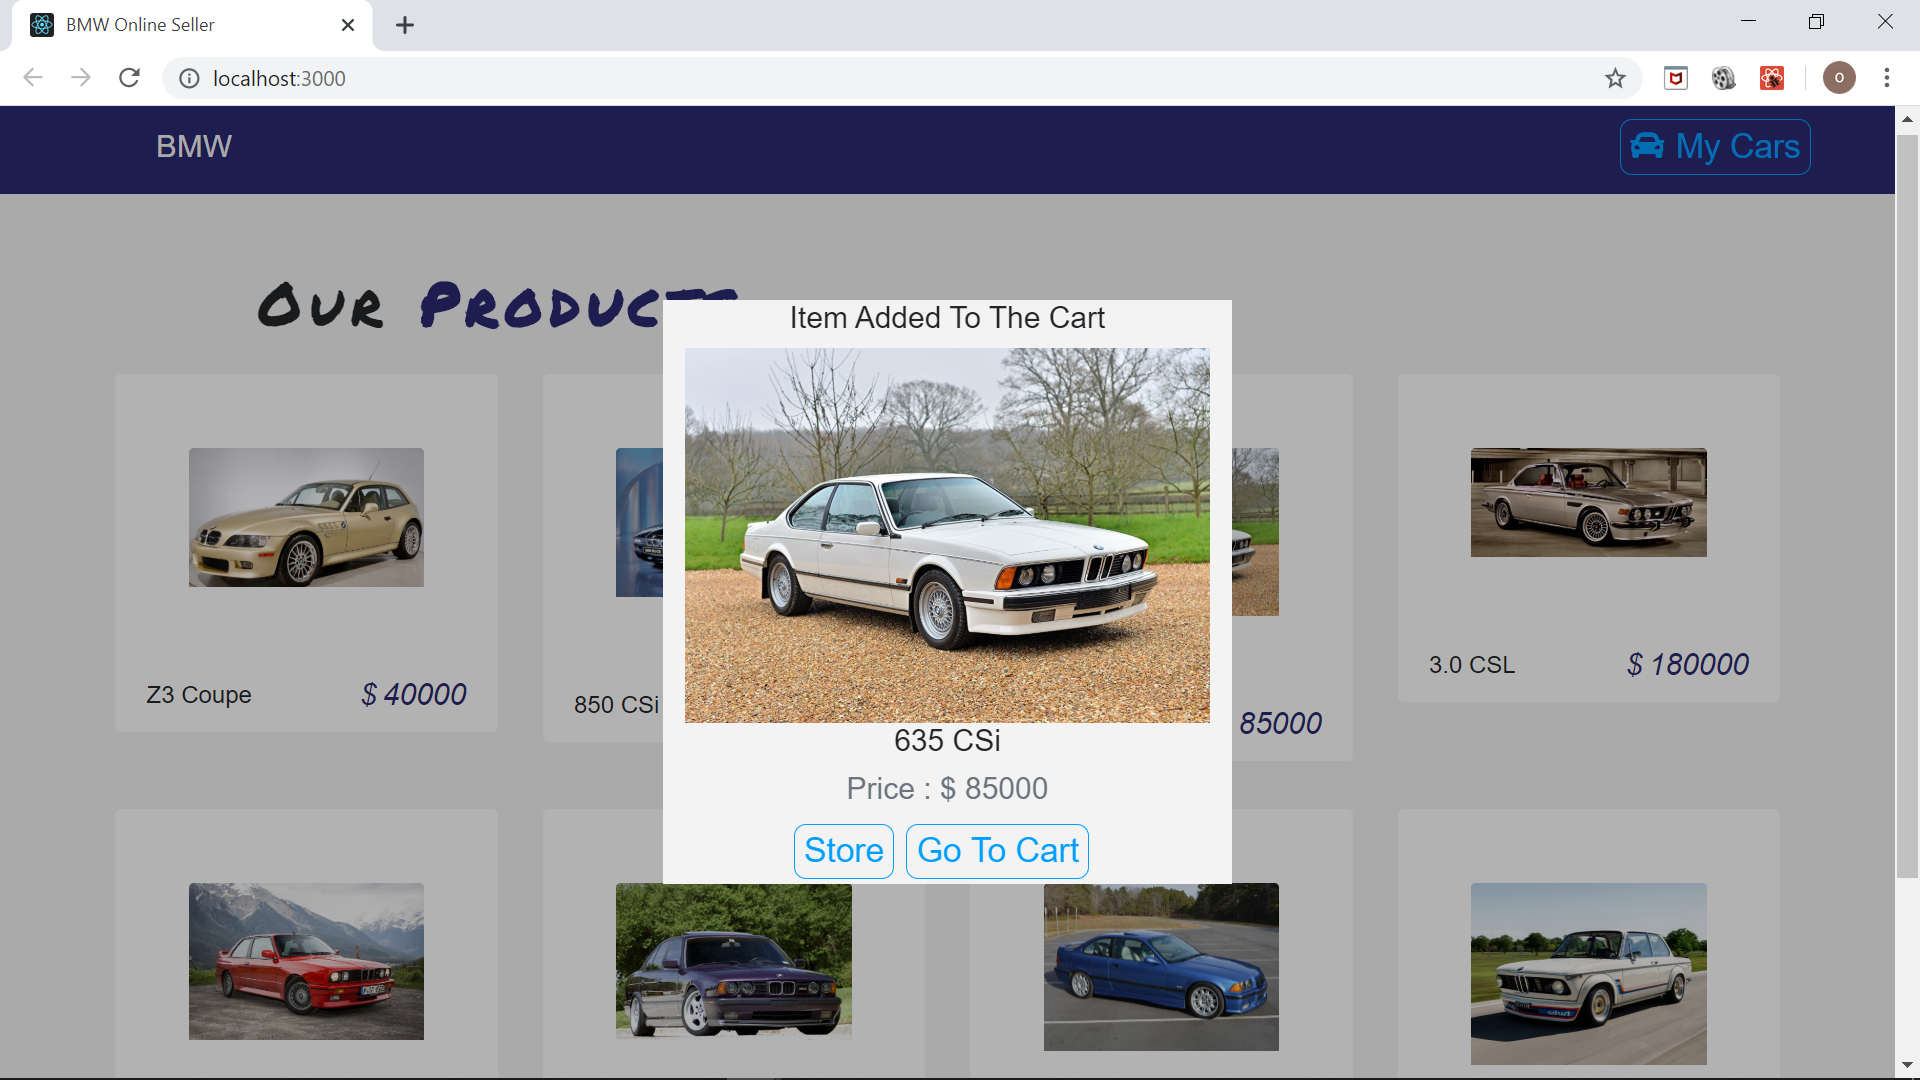 BMW Online Seller
localhost:3000
O
BMW
My Cars
Our Products
Item Added To The Cart
635 CSi
Price : $ 85000
Store
Go To Cart
Z3 Coupe
$ 40000
850 CSi
85000
3.0 CSL
$ 180000